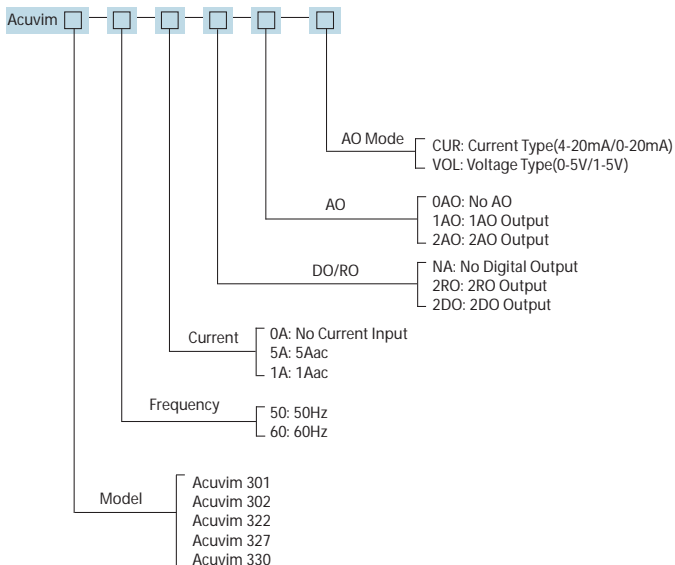 Acuvim
AO Mode
CUR: Current Type(4-20mA/0-20mA)
VOL: Voltage Type(0-5V/1-5V)
AO
0AO: No AO
1AO: 1AO Output
2AO: 2AO Output
DO/RO
NA: No Digital Output
2RO: 2RO Output
2DO: 2DO Output
Current
0A: No Current Input
5A: 5Aac
1A: 1Aac
Frequency
50: 50Hz
60: 60Hz
Model
Acuvim 301
Acuvim 302
Acuvim 322
Acuvim 327
Acuvim 330